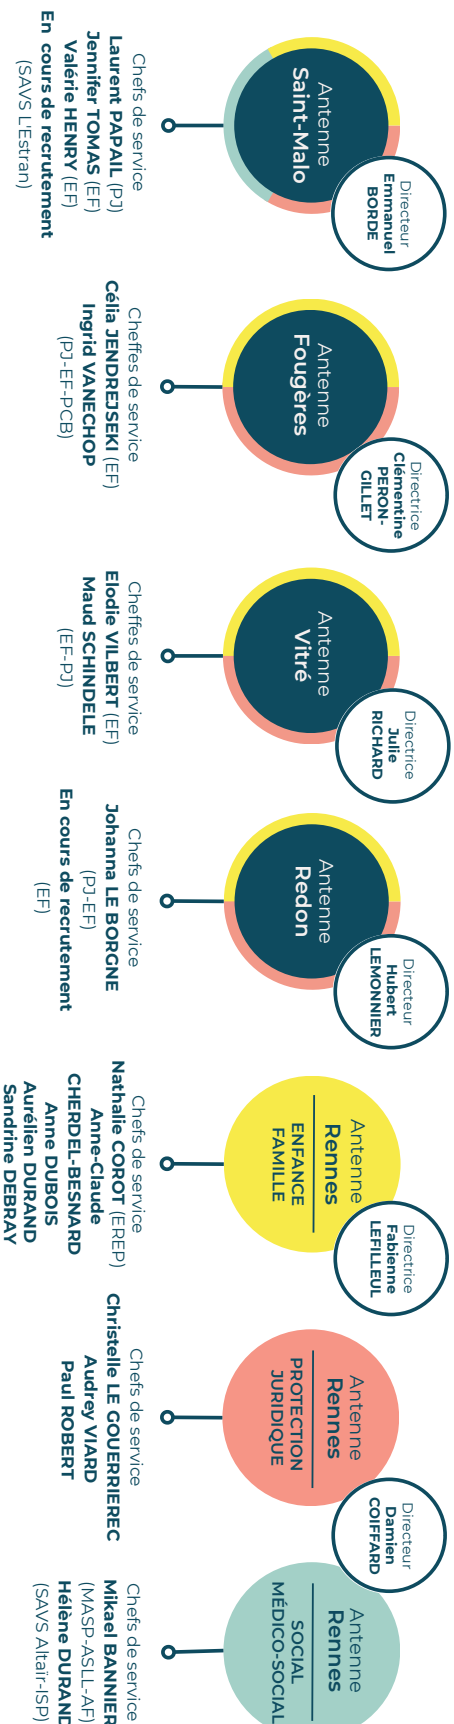 Antenne
Saint-Malo
Directeur
Emmanuel
BORDE
Chefs de service
Laurent PAPAIL (PJ)
Jennifer TOMAS (EF)
Valérie HENRY (EF)
En cours de recrutement
(SAVS L'Estran)
Antenne
Fougères
Directrice
Clémentine
PERON-
GILLET
Cheffes de service
Célia JENDREJSEKI (EF)
Ingrid VANECHOP
(PJ-EF-PCB)
Antenne
Vitré
Directrice
Julie
RICHARD
Cheffes de service
Elodie VILBERT (EF)
Maud SCHINDELE
(EF-PJ)
Antenne
Redon
Directeur
Hubert
LEMONNIER
Chefs de service
Johanna LE BORGNE
(PJ-EF)
En cours de recrutement
(EF)
Antenne
Rennes
ENFANCE
FAMILLE
Directrice
Fabienne
LEFILLEUL
Chefs de service
Nathalie COROT (EREP)
Anne-Claude
CHERDEL-BESNARD
Anne DUBOIS
Aurélien DURAND
Sandrine DEBRAY
Antenne
Rennes
PROTECTION
JURIDIQUE
Directeur
Damien
COIFFARD
Chefs de service
Christelle LE GOUERRIEREC
Audrey VIARD
Paul ROBERT
Antenne
Rennes
SOCIAL
MÉDICO-SOCIAL
Chefs de service
Mikael BANNIER
(MASP-ASLL-AF)
Hélène DURAND
(SAVS Altaïr-ISP)